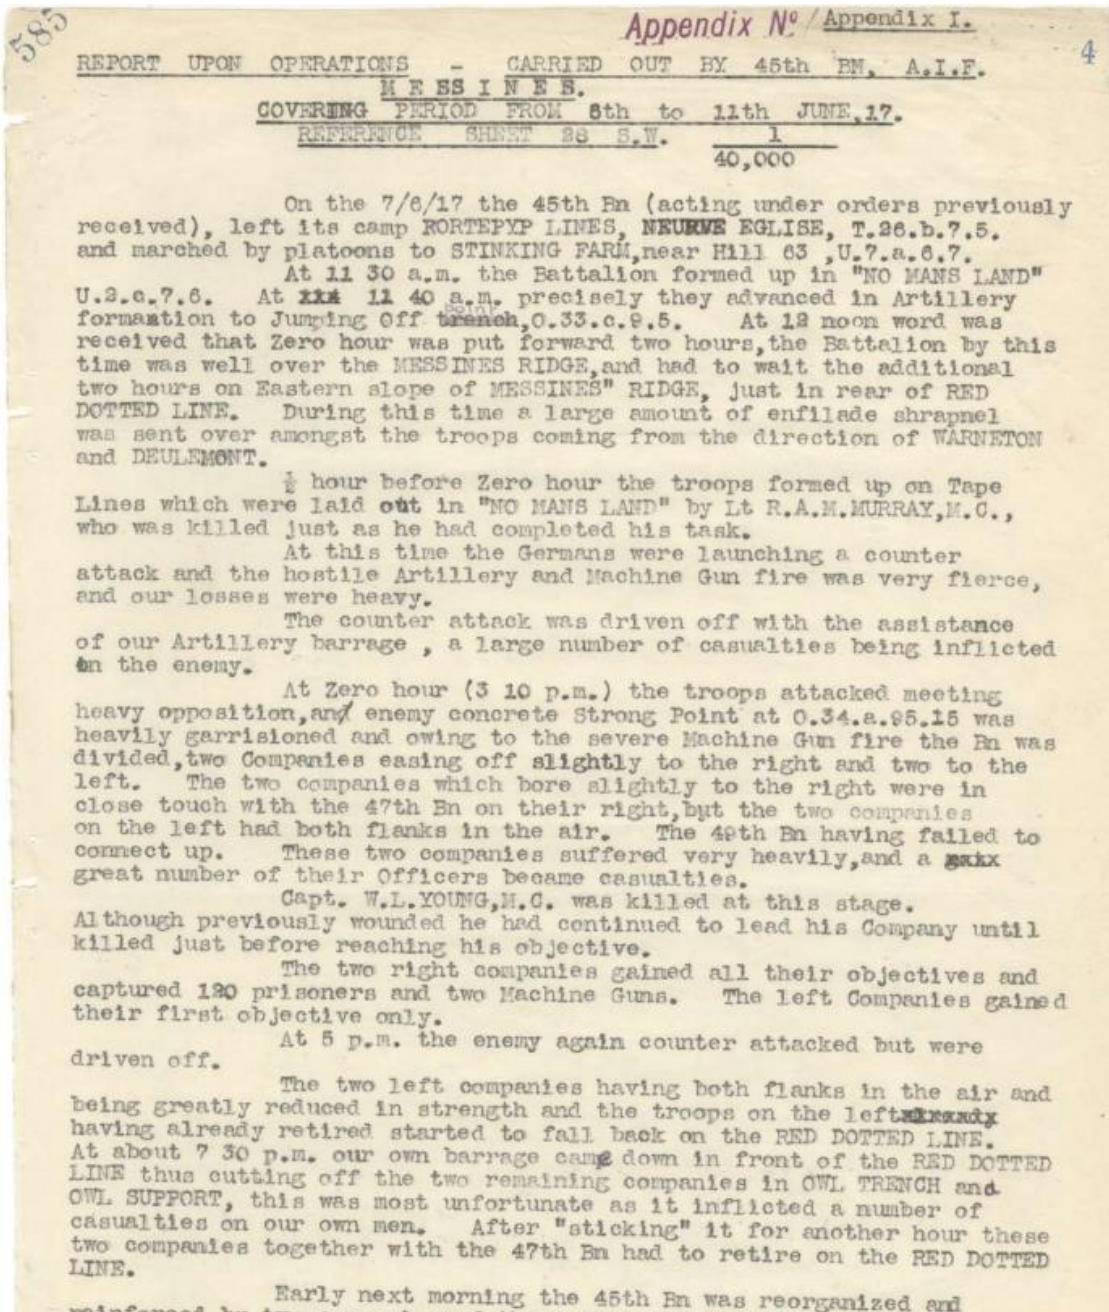 585
Appendix Nº / Appendix I.
4
REPORT UPON OPERATIONS - CARRIED OUT BY 45th BN, A.I.F.
MESSINES.
COVERING PERIOD FROM 6th to 11th JUNE,17.
REFERENCE SHEET 28 S.W. 1
40,000
On the 7/6/17 the 45th Bn (acting under orders previously
received), left its camp KORTEPYP LINES, NEURVE EGLISE, T.26.b.7.5.
and marched by platoons to STINKING FARM,near Hill 63 ,U.7.a.6.7.
At 11 30 a.m. the Battalion formed up in "NO MANS LAND"
U.2.c.7.6. At 11 40 a.m. precisely they advanced in Artillery
formation to Jumping Off trench point,O.33.c.9.5. At 12 noon word was
received that Zero hour was put forward two hours,the Battalion by this
time was well over the MESSINES RIDGE,and had to wait the additional
two hours on Eastern slope of MESSINES" RIDGE, just in rear of RED
DOTTED LINE. During this time a large amount of enfilade shrapnel
was sent over amongst the troops coming from the direction of WARNETON
and DEULEMONT.
½ hour before Zero hour the troops formed up on Tape
Lines which were laid out in "NO MANS LAND" by Lt R.A.M.MURRAY,M.C.,
who was killed just as he had completed his task.
At this time the Germans were launching a counter
attack and the hostile Artillery and Machine Gun fire was very fierce,
and our losses were heavy.
The counter attack was driven off with the assistance
of our Artillery barrage , a large number of casualties being inflicted
on the enemy.
At Zero hour (3 10 p.m.) the troops attacked meeting
heavy opposition,and enemy concrete Strong Point at O.34.a.95.15 was
heavily garrisioned and owing to the severe Machine Gun fire the Bn was
divided,two Companies easing off slightly to the right and two to the
left. The two companies which bore slightly to the right were in
close touch with the 47th Bn on their right,but the two companies
on the left had both flanks in the air. The 49th Bn having failed to
connect up. These two companies suffered very heavily,and a
great number of their Officers became casualties.
Capt. W.L.YOUNG,M.C. was killed at this stage.
Although previously wounded he had continued to lead his Company until
killed just before reaching his objective.
The two right companies gained all their objectives and
captured 120 prisoners and two Machine Guns. The left Companies gained
their first objective only.
At 5 p.m. the enemy again counter attacked but were
driven off.
The two left companies having both flanks in the air and
being greatly reduced in strength and the troops on the left
having already retired started to fall back on the RED DOTTED LINE.
At about 7 30 p.m. our own barrage came down in front of the RED DOTTED
LINE thus cutting off the two remaining companies in OWL TRENCH and
OWL SUPPORT, this was most unfortunate as it inflicted a number of
casualties on our own men. After "sticking" it for another hour these
two companies together with the 47th Bn had to retire on the RED DOTTED
LINE.
Early next morning the 45th Bn was reorganized and